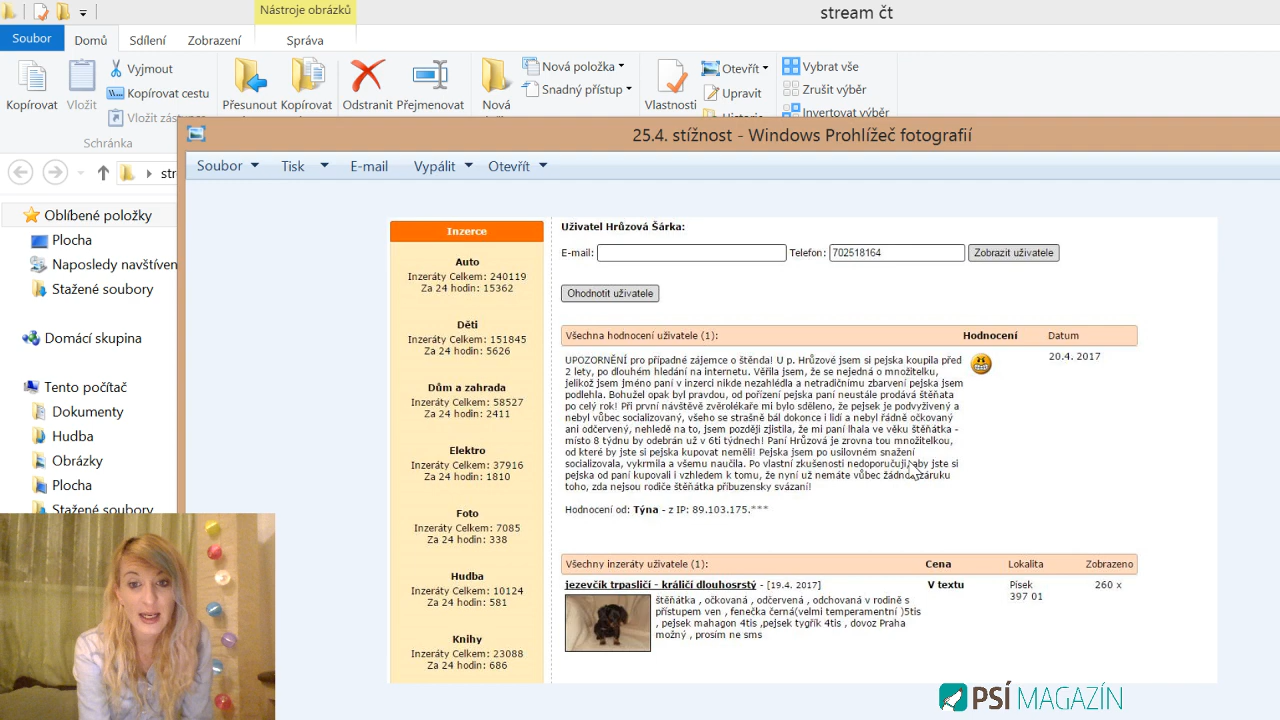 Nástroje obrázků
stream čt
Soubor
Domů
Sdílení
Zobrazení
Správa
Kopírovat
Vložit
Vyjmout
Kopírovat cestu
Vložit zástupce
Schránka
Přesunout
Kopírovat
Odstranit
Přejmenovat
Nová
Nová položka
Snadný přístup
Vlastnosti
Otevřít
Upravit
Historie
Vybrat vše
Zrušit výběr
Invertovat výběr
25.4. stížnost - Windows Prohlížeč fotografií
Soubor
Tisk
E-mail
Vypálit
Otevřít
str
Oblíbené položky
Plocha
Naposledy navštíven
Stažené soubory
Domácí skupina
Tento počítač
Dokumenty
Hudba
Obrázky
Plocha
Stažené soubory
Inzerce
Auto
Inzeráty Celkem: 240119
Za 24 hodin: 15362
Děti
Inzeráty Celkem: 151845
Za 24 hodin: 5626
Dům a zahrada
Inzeráty Celkem: 58527
Za 24 hodin: 2411
Elektro
Inzeráty Celkem: 37916
Za 24 hodin: 1810
Foto
Inzeráty Celkem: 7085
Za 24 hodin: 338
Hudba
Inzeráty Celkem: 10124
Za 24 hodin: 581
Knihy
Inzeráty Celkem: 23088
Za 24 hodin: 686
Uživatel Hrůzová Šárka:
E-mail: Telefon: 702518164 Zobrazit uživatele
Ohodnotit uživatele
Všechna hodnocení uživatele (1): Hodnocení Datum
20.4. 2017
UPOZORNĚNÍ pro případné zájemce o štěňda! U p. Hrůzové jsem si pejska koupila před
2 lety, po dlouhém hledání na internetu. Věřila jsem, že se nejedná o množitelku,
jelikož jsem jméno paní v inzerci nikde nezahlédla a netradičnímu zbarvení pejska jsem
podlehla. Bohužel opak byl pravdou, od pořízení pejska paní neustále prodává štěňata
po celý rok! Při první návštěvě zvěrolékaře mi bylo sděleno, že pejsek je podvyživený a
nebyl vůbec socializovaný, všeho se strašně bál dokonce i lidí a nebyl řádně očkovaný
ani odčervený, nehledě na to, jsem později zjistila, že mi paní lhala ve věku štěňátka -
místo 8 týdnu by odebrán už v 6ti týdnech! Paní Hrůzová je zrovna tou množitelkou,
od které by jste si pejska kupovat neměli! Pejska jsem po usilovném snažení
socializovala, vykrmila a všemu naučila. Po vlastní zkušenosti nedoporučuji, aby jste si
pejska od paní kupovali i vzhledem k tomu, že nyní už nemáte vůbec žádnou záruku
toho, zda nejsou rodiče štěňátka příbuzensky svázaní!
Hodnocení od: Týna - z IP: 89.103.175.***
Všechny inzeráty uživatele (1): Cena Lokalita Zobrazeno
jezevčík trpasličí - králičí dlouhosrstý - [19.4. 2017] V textu Písek 260 x
397 01
štěňátka , očkovaná , odčervená , odchovaná v rodině s
přístupem ven , fenečka černá(velmi temperamentní )5tis
, pejsek mahagon 4tis ,pejsek tygřík 4tis , dovoz Praha
možný , prosím ne sms
PSÍ MAGAZÍN